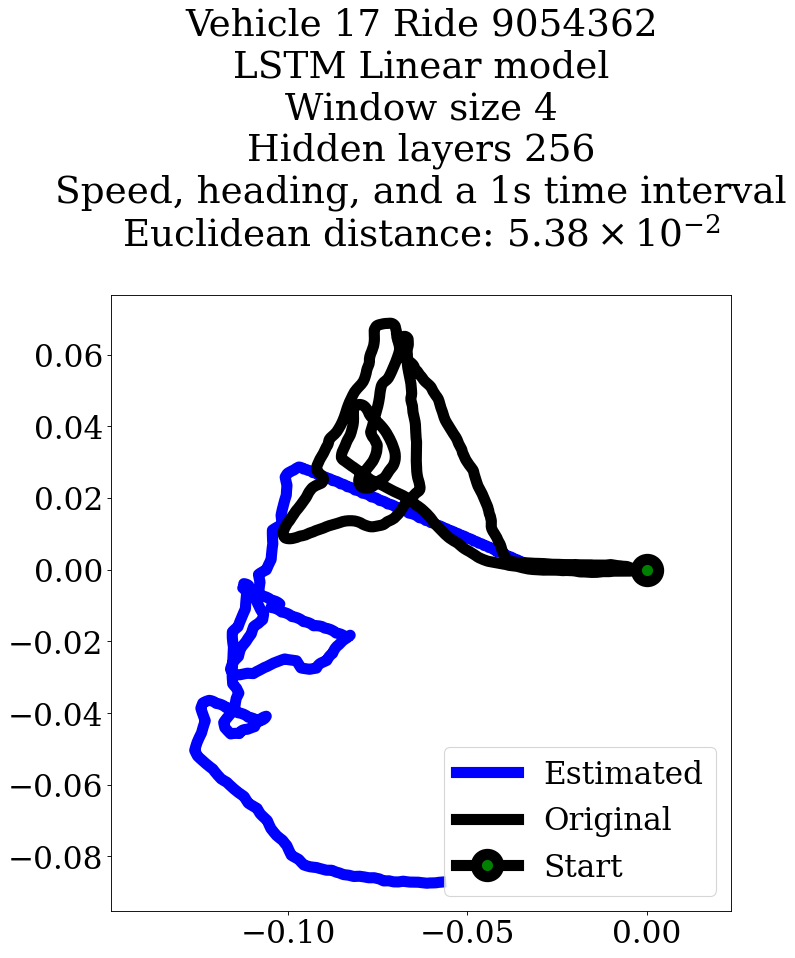 Vehicle 17 Ride 9054362
LSTM Linear model
Window size 4
Hidden layers 256
Speed, heading, and a 1s time interval
Euclidean distance: 5.38 × 10⁻²
0.06
0.04
0.02
0.00
−0.02
−0.04
−0.06
−0.08
Estimated
Original
Start
−0.10 −0.05 0.00